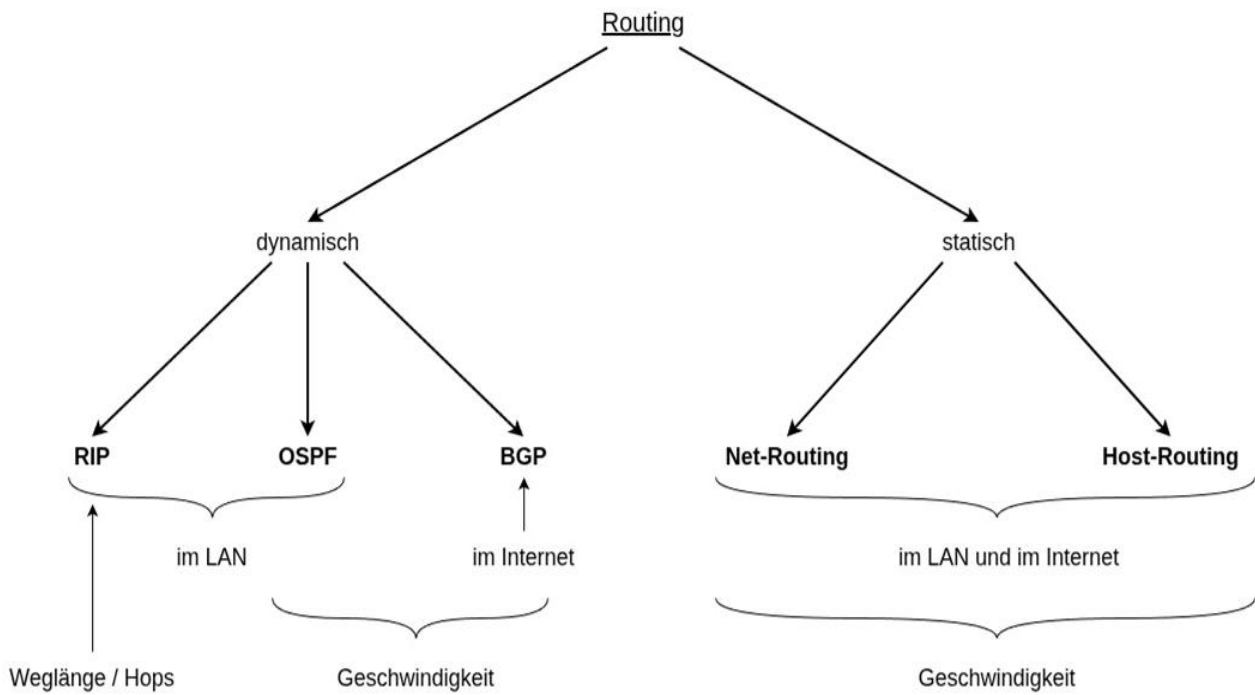 Routing
dynamisch statisch
RIP OSPF BGP Net-Routing Host-Routing
im LAN im Internet im LAN und im Internet
Weglänge / Hops Geschwindigkeit Geschwindigkeit